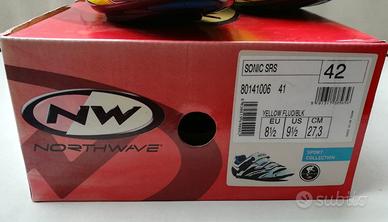 NW
NORTHWAVE
SONIC SRS
80141006 41
42
YELLOW FLUO/BLK
EU US CM
8½ 9½ 27,3
SPORT
COLLECTION
subito